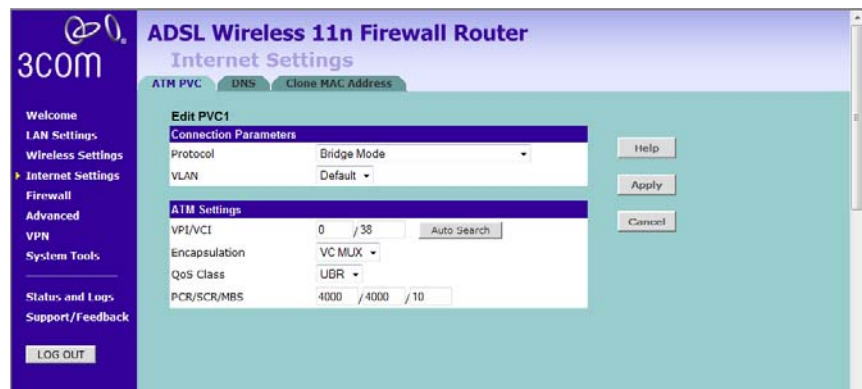 3COM
ADSL Wireless 11n Firewall Router
Internet Settings
ATM PVC DNS Clone MAC Address
Welcome
LAN Settings
Wireless Settings
Internet Settings
Firewall
Advanced
VPN
System Tools
Status and Logs
Support/Feedback
LOG OUT
Edit PVC1
Connection Parameters
Protocol Bridge Mode
VLAN Default
ATM Settings
VPI/VCI 0 / 38 Auto Search
Encapsulation VC MUX
QoS Class UBR
PCR/SCR/MBS 4000 / 4000 / 10
Help
Apply
Cancel